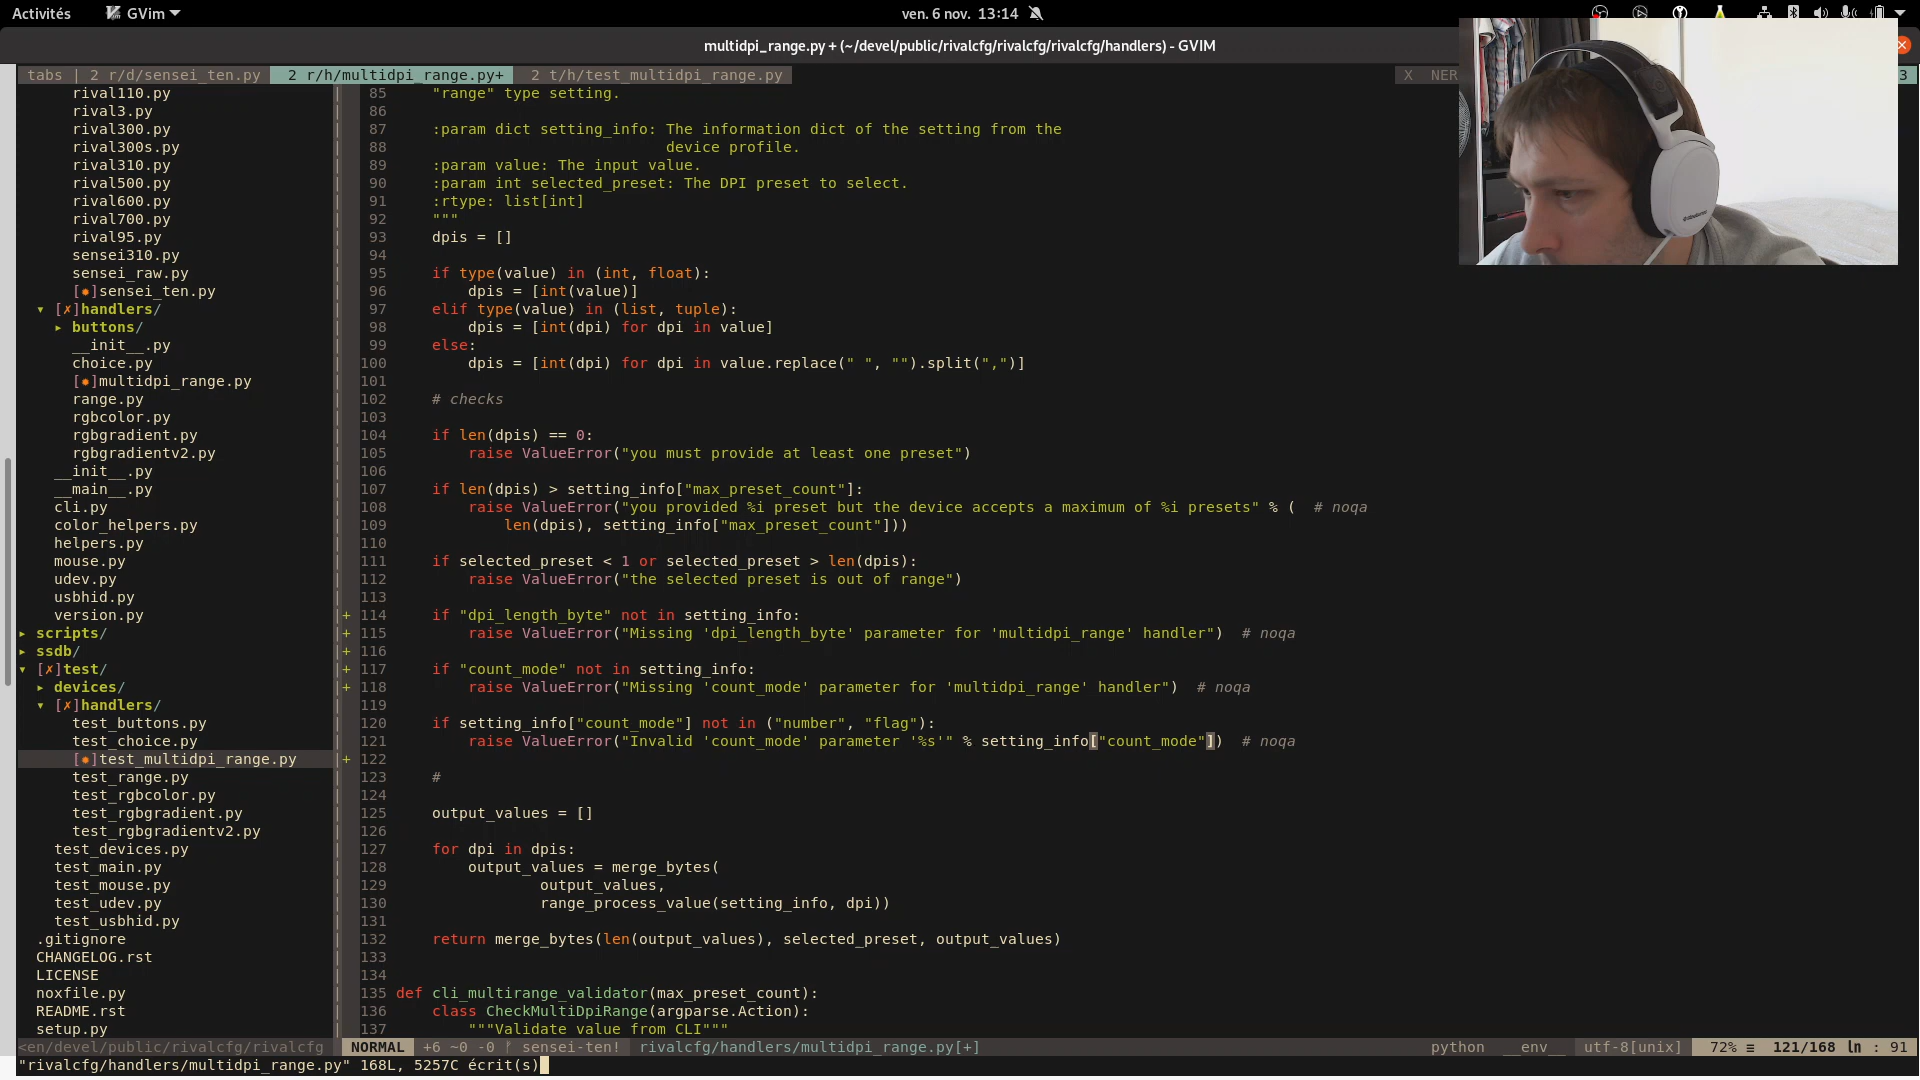 Activités GVim ven. 6 nov. 13:14
multidpi_range.py + (~/devel/public/rivalcfg/rivalcfg/rivalcfg/handlers) - GVIM
tabs | 2 r/d/sensei_ten.py 2 r/h/multidpi_range.py+ 2 t/h/test_multidpi_range.py X NER 3
rival110.py
rival3.py
rival300.py
rival300s.py
rival310.py
rival500.py
rival600.py
rival700.py
rival95.py
sensei310.py
sensei_raw.py
[✹]sensei_ten.py
▾ [✗]handlers/
▸ buttons/
__init__.py
choice.py
[✹]multidpi_range.py
range.py
rgbcolor.py
rgbgradient.py
rgbgradientv2.py
__init__.py
__main__.py
cli.py
color_helpers.py
helpers.py
mouse.py
udev.py
usbhid.py
version.py
▸ scripts/
▸ ssdb/
▾ [✗]test/
▸ devices/
▾ [✗]handlers/
test_buttons.py
test_choice.py
[✹]test_multidpi_range.py
test_range.py
test_rgbcolor.py
test_rgbgradient.py
test_rgbgradientv2.py
test_devices.py
test_main.py
test_mouse.py
test_udev.py
test_usbhid.py
.gitignore
CHANGELOG.rst
LICENSE
noxfile.py
README.rst
setup.py
85 "range" type setting.
86
87 :param dict setting_info: The information dict of the setting from the
88 device profile.
89 :param value: The input value.
90 :param int selected_preset: The DPI preset to select.
91 :rtype: list[int]
92 """
93 dpis = []
94
95 if type(value) in (int, float):
96 dpis = [int(value)]
97 elif type(value) in (list, tuple):
98 dpis = [int(dpi) for dpi in value]
99 else:
100 dpis = [int(dpi) for dpi in value.replace(" ", "").split(",")]
101
102 # checks
103
104 if len(dpis) == 0:
105 raise ValueError("you must provide at least one preset")
106
107 if len(dpis) > setting_info["max_preset_count"]:
108 raise ValueError("you provided %i preset but the device accepts a maximum of %i presets" % (  # noqa
109 len(dpis), setting_info["max_preset_count"]))
110
111 if selected_preset < 1 or selected_preset > len(dpis):
112 raise ValueError("the selected preset is out of range")
113
+ 114 if "dpi_length_byte" not in setting_info:
+ 115 raise ValueError("Missing 'dpi_length_byte' parameter for 'multidpi_range' handler")  # noqa
+ 116
+ 117 if "count_mode" not in setting_info:
+ 118 raise ValueError("Missing 'count_mode' parameter for 'multidpi_range' handler")  # noqa
119
120 if setting_info["count_mode"] not in ("number", "flag"):
121 raise ValueError("Invalid 'count_mode' parameter '%s'" % setting_info["count_mode"])  # noqa
+ 122
123 #
124
125 output_values = []
126
127 for dpi in dpis:
128 output_values = merge_bytes(
129 output_values,
130 range_process_value(setting_info, dpi))
131
132 return merge_bytes(len(output_values), selected_preset, output_values)
133
134
135 def cli_multirange_validator(max_preset_count):
136 class CheckMultiDpiRange(argparse.Action):
137 """Validate value from CLI"""
<en/devel/public/rivalcfg/rivalcfg NORMAL +6 ~0 -0 sensei-ten! rivalcfg/handlers/multidpi_range.py[+] python __env__ utf-8[unix] 72% ≡ 121/168 ln : 91
"rivalcfg/handlers/multidpi_range.py" 168L, 5257C écrit(s)